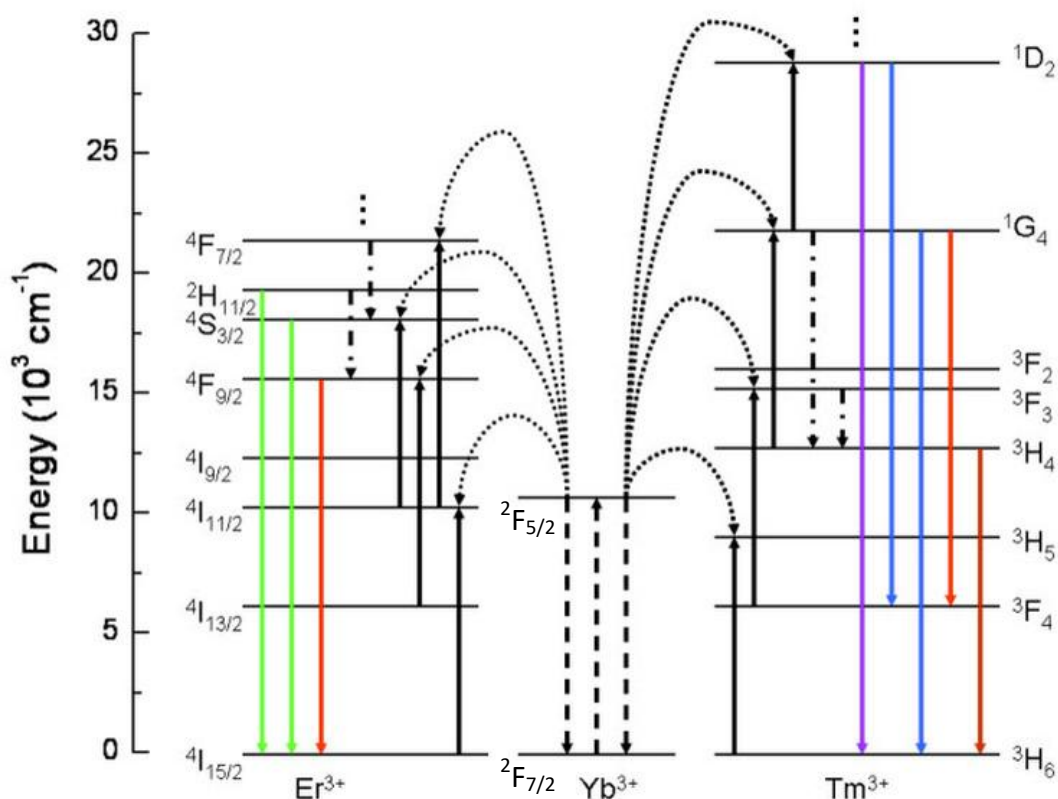 Energy (10³ cm⁻¹)
30
25
20
15
10
5
0
⁴F₇/₂
²H₁₁/₂
⁴S₃/₂
⁴F₉/₂
⁴I₉/₂
⁴I₁₁/₂
⁴I₁₃/₂
⁴I₁₅/₂
Er³⁺
²F₅/₂
²F₇/₂
Yb³⁺
¹D₂
¹G₄
³F₂
³F₃
³H₄
³H₅
³F₄
³H₆
Tm³⁺